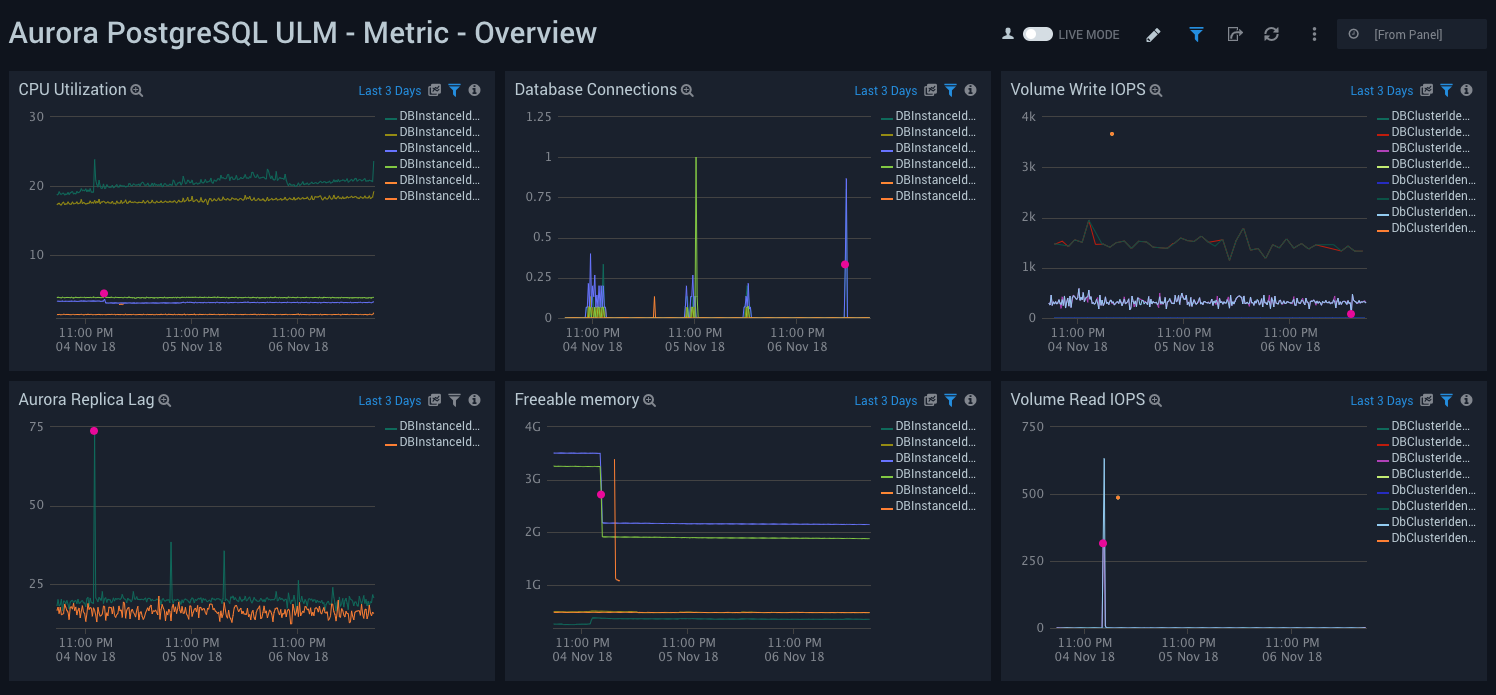 Aurora PostgreSQL ULM - Metric - Overview
LIVE MODE
[From Panel]
CPU Utilization
Last 3 Days
30
20
10
11:00 PM 11:00 PM 11:00 PM
04 Nov 18 05 Nov 18 06 Nov 18
DBInstanceId...
DBInstanceId...
DBInstanceId...
DBInstanceId...
DBInstanceId...
DBInstanceId...
Database Connections
Last 3 Days
1.25
1
0.75
0.5
0.25
0
11:00 PM 11:00 PM 11:00 PM
04 Nov 18 05 Nov 18 06 Nov 18
DBInstanceId...
DBInstanceId...
DBInstanceId...
DBInstanceId...
DBInstanceId...
DBInstanceId...
Volume Write IOPS
Last 3 Days
4k
3k
2k
1k
0
11:00 PM 11:00 PM 11:00 PM
04 Nov 18 05 Nov 18 06 Nov 18
DBClusterIde...
DBClusterIde...
DBClusterIde...
DBClusterIde...
DbClusterIden...
DbClusterIden...
DbClusterIden...
DbClusterIden...
Aurora Replica Lag
Last 3 Days
75
50
25
11:00 PM 11:00 PM 11:00 PM
04 Nov 18 05 Nov 18 06 Nov 18
DBInstanceId...
DBInstanceId...
Freeable memory
Last 3 Days
4G
3G
2G
1G
11:00 PM 11:00 PM 11:00 PM
04 Nov 18 05 Nov 18 06 Nov 18
DBInstanceId...
DBInstanceId...
DBInstanceId...
DBInstanceId...
DBInstanceId...
DBInstanceId...
Volume Read IOPS
Last 3 Days
750
500
250
0
11:00 PM 11:00 PM 11:00 PM
04 Nov 18 05 Nov 18 06 Nov 18
DBClusterIde...
DBClusterIde...
DBClusterIde...
DBClusterIde...
DbClusterIden...
DbClusterIden...
DbClusterIden...
DbClusterIden...